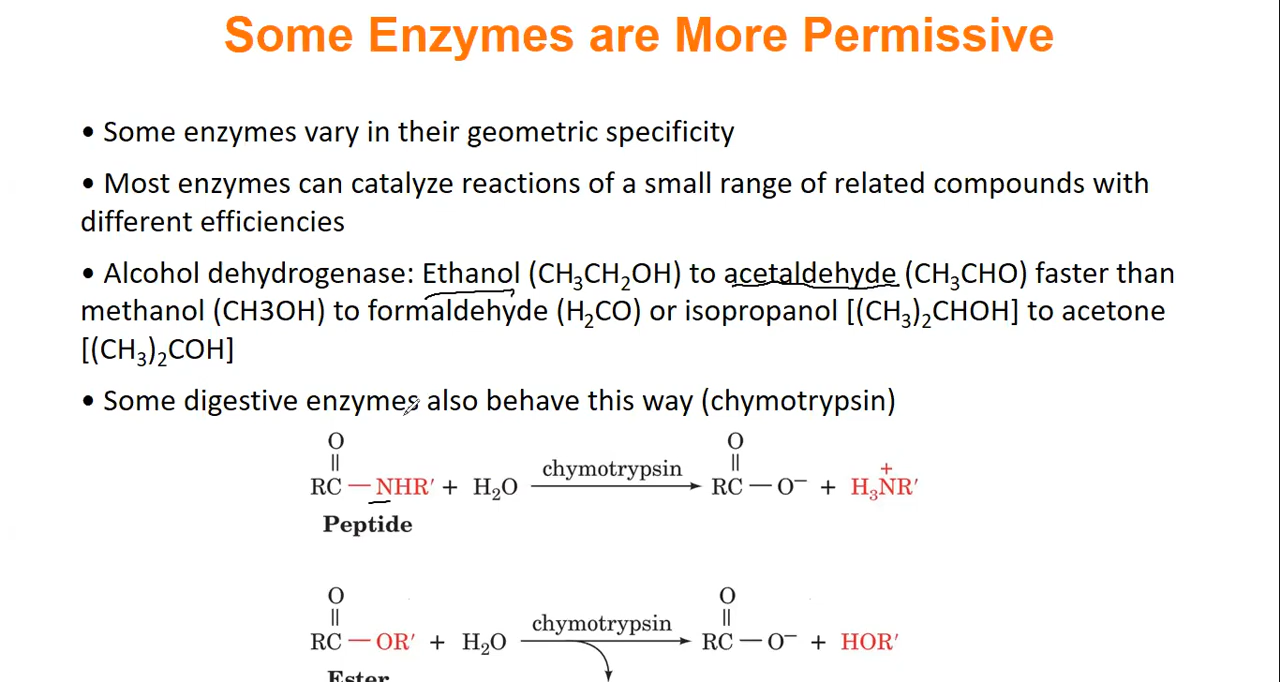 Some Enzymes are More Permissive
• Some enzymes vary in their geometric specificity
• Most enzymes can catalyze reactions of a small range of related compounds with
different efficiencies
• Alcohol dehydrogenase: Ethanol (CH₃CH₂OH) to acetaldehyde (CH₃CHO) faster than
methanol (CH3OH) to formaldehyde (H₂CO) or isopropanol [(CH₃)₂CHOH] to acetone
[(CH₃)₂COH]
• Some digestive enzymes also behave this way (chymotrypsin)
O O
|| chymotrypsin || +
RC — NHR′ + H₂O RC — O⁻ + H₃NR′
Peptide
O O
|| chymotrypsin ||
RC — OR′ + H₂O RC — O⁻ + HOR′
Ester